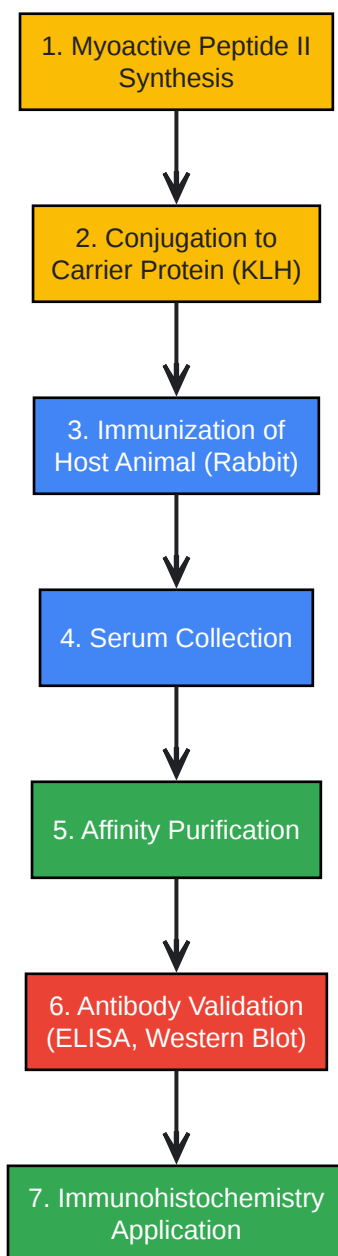 1. Myoactive Peptide II
Synthesis
2. Conjugation to
Carrier Protein (KLH)
3. Immunization of
Host Animal (Rabbit)
4. Serum Collection
5. Affinity Purification
6. Antibody Validation
(ELISA, Western Blot)
7. Immunohistochemistry
Application